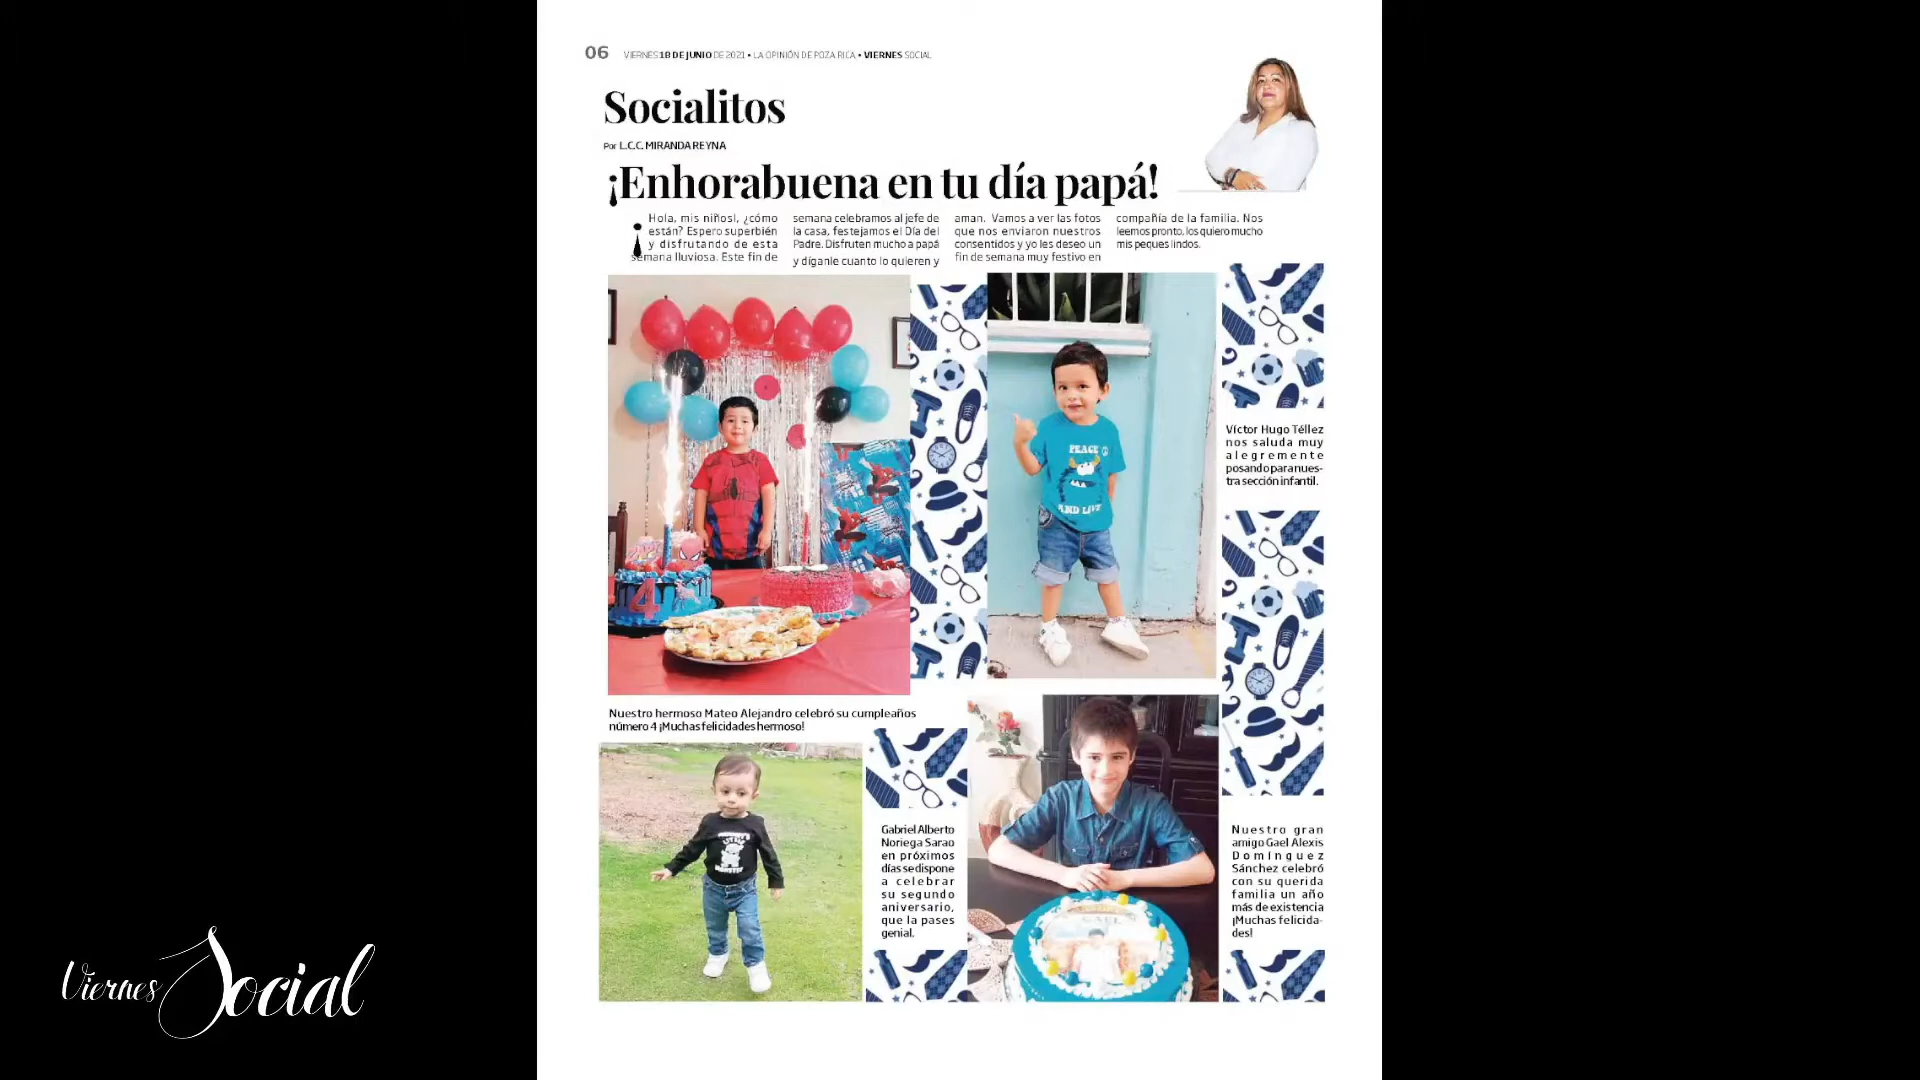 06 VIERNES 18 DE JUNIO DE 2021 • LA OPINIÓN DE POZA RICA • VIERNES SOCIAL
Socialitos
Por L.C.C. MIRANDA REYNA
¡Enhorabuena en tu día papá!
¡Hola, mis niños!, ¿cómo
están? Espero superbién
y disfrutando de esta
semana lluviosa. Este fin de
semana celebramos al jefe de
la casa, festejamos el Día del
Padre. Disfruten mucho a papá
y díganle cuanto lo quieren y
aman. Vamos a ver las fotos
que nos enviaron nuestros
consentidos y yo les deseo un
fin de semana muy festivo en
compañía de la familia. Nos
leemos pronto, los quiero mucho
mis peques lindos.
PEACE
AND LOVE
Víctor Hugo Téllez
nos saluda muy
alegremente
posando para nues-
tra sección infantil.
4
Nuestro hermoso Mateo Alejandro celebró su cumpleaños
número 4 ¡Muchas felicidades hermoso!
LITTLE
MONSTER
Gabriel Alberto
Noriega Sarao
en próximos
días se dispone
a celebrar
su segundo
aniversario,
que la pases
genial.
GAEL
Nuestro gran
amigo Gael Alexis
Domínguez
Sánchez celebró
con su querida
familia un año
más de existencia
¡Muchas felicida-
des!
Viernes Social